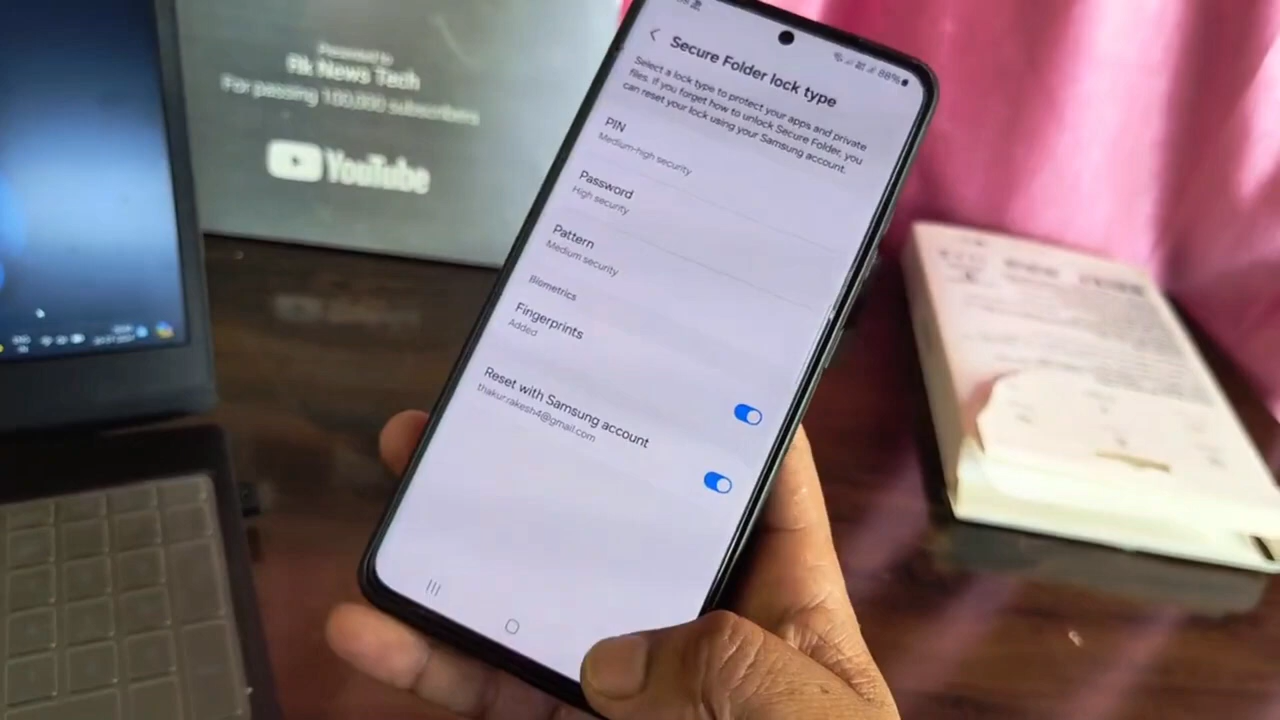 Presented to
Rk News Tech
For passing 100,000 subscribers
YouTube
88%
Secure Folder lock type
Select a lock type to protect your apps and private
files. If you forget how to unlock Secure Folder, you
can reset your lock using your Samsung account.
PIN
Medium-high security
Password
High security
Pattern
Medium security
Biometrics
Fingerprints
Added
Reset with Samsung account
thakur.rakesh4@gmail.com